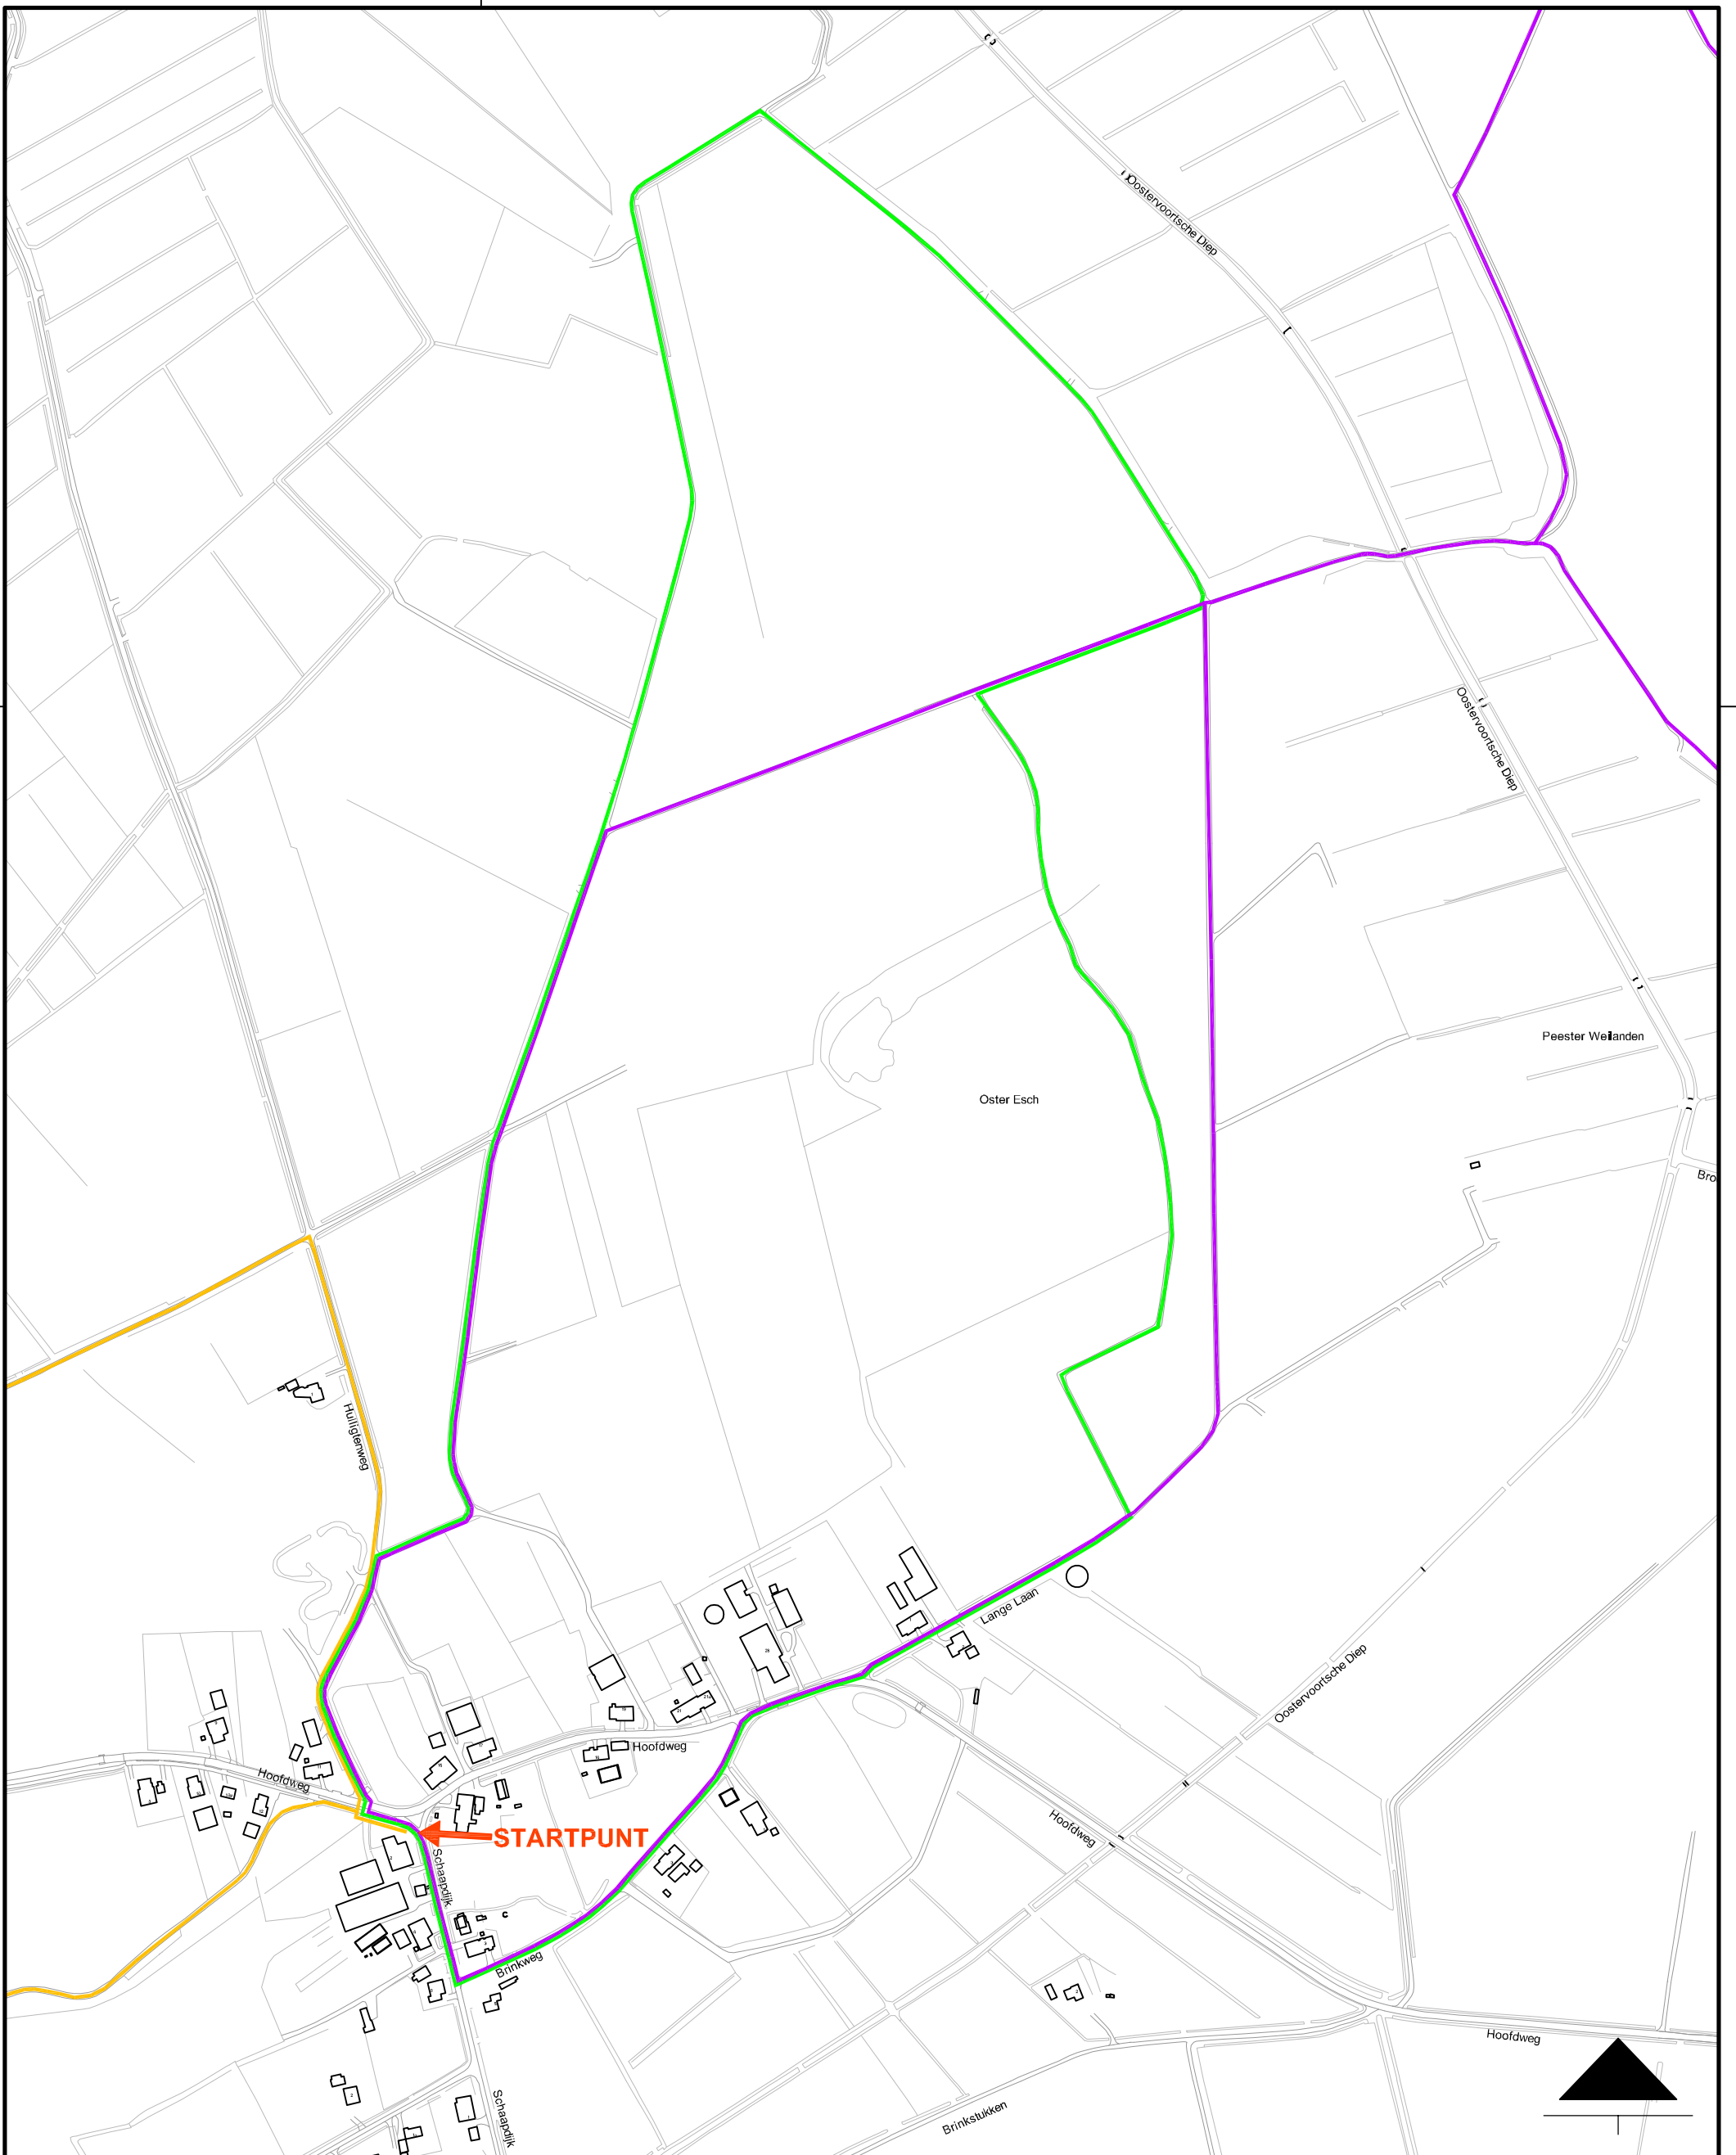 Oostervoortsche Diep
Oostervoortsche Diep
Peester Weilanden
Oster Esch
Bro
Huiligtenweg
Lange Laan
Oostervoortsche Diep
Hoofdweg
Hoofdweg
Hoofdweg
STARTPUNT
Schaapdijk
Brinkweg
Hoofdweg
Schaapdijk
Brinkstukken